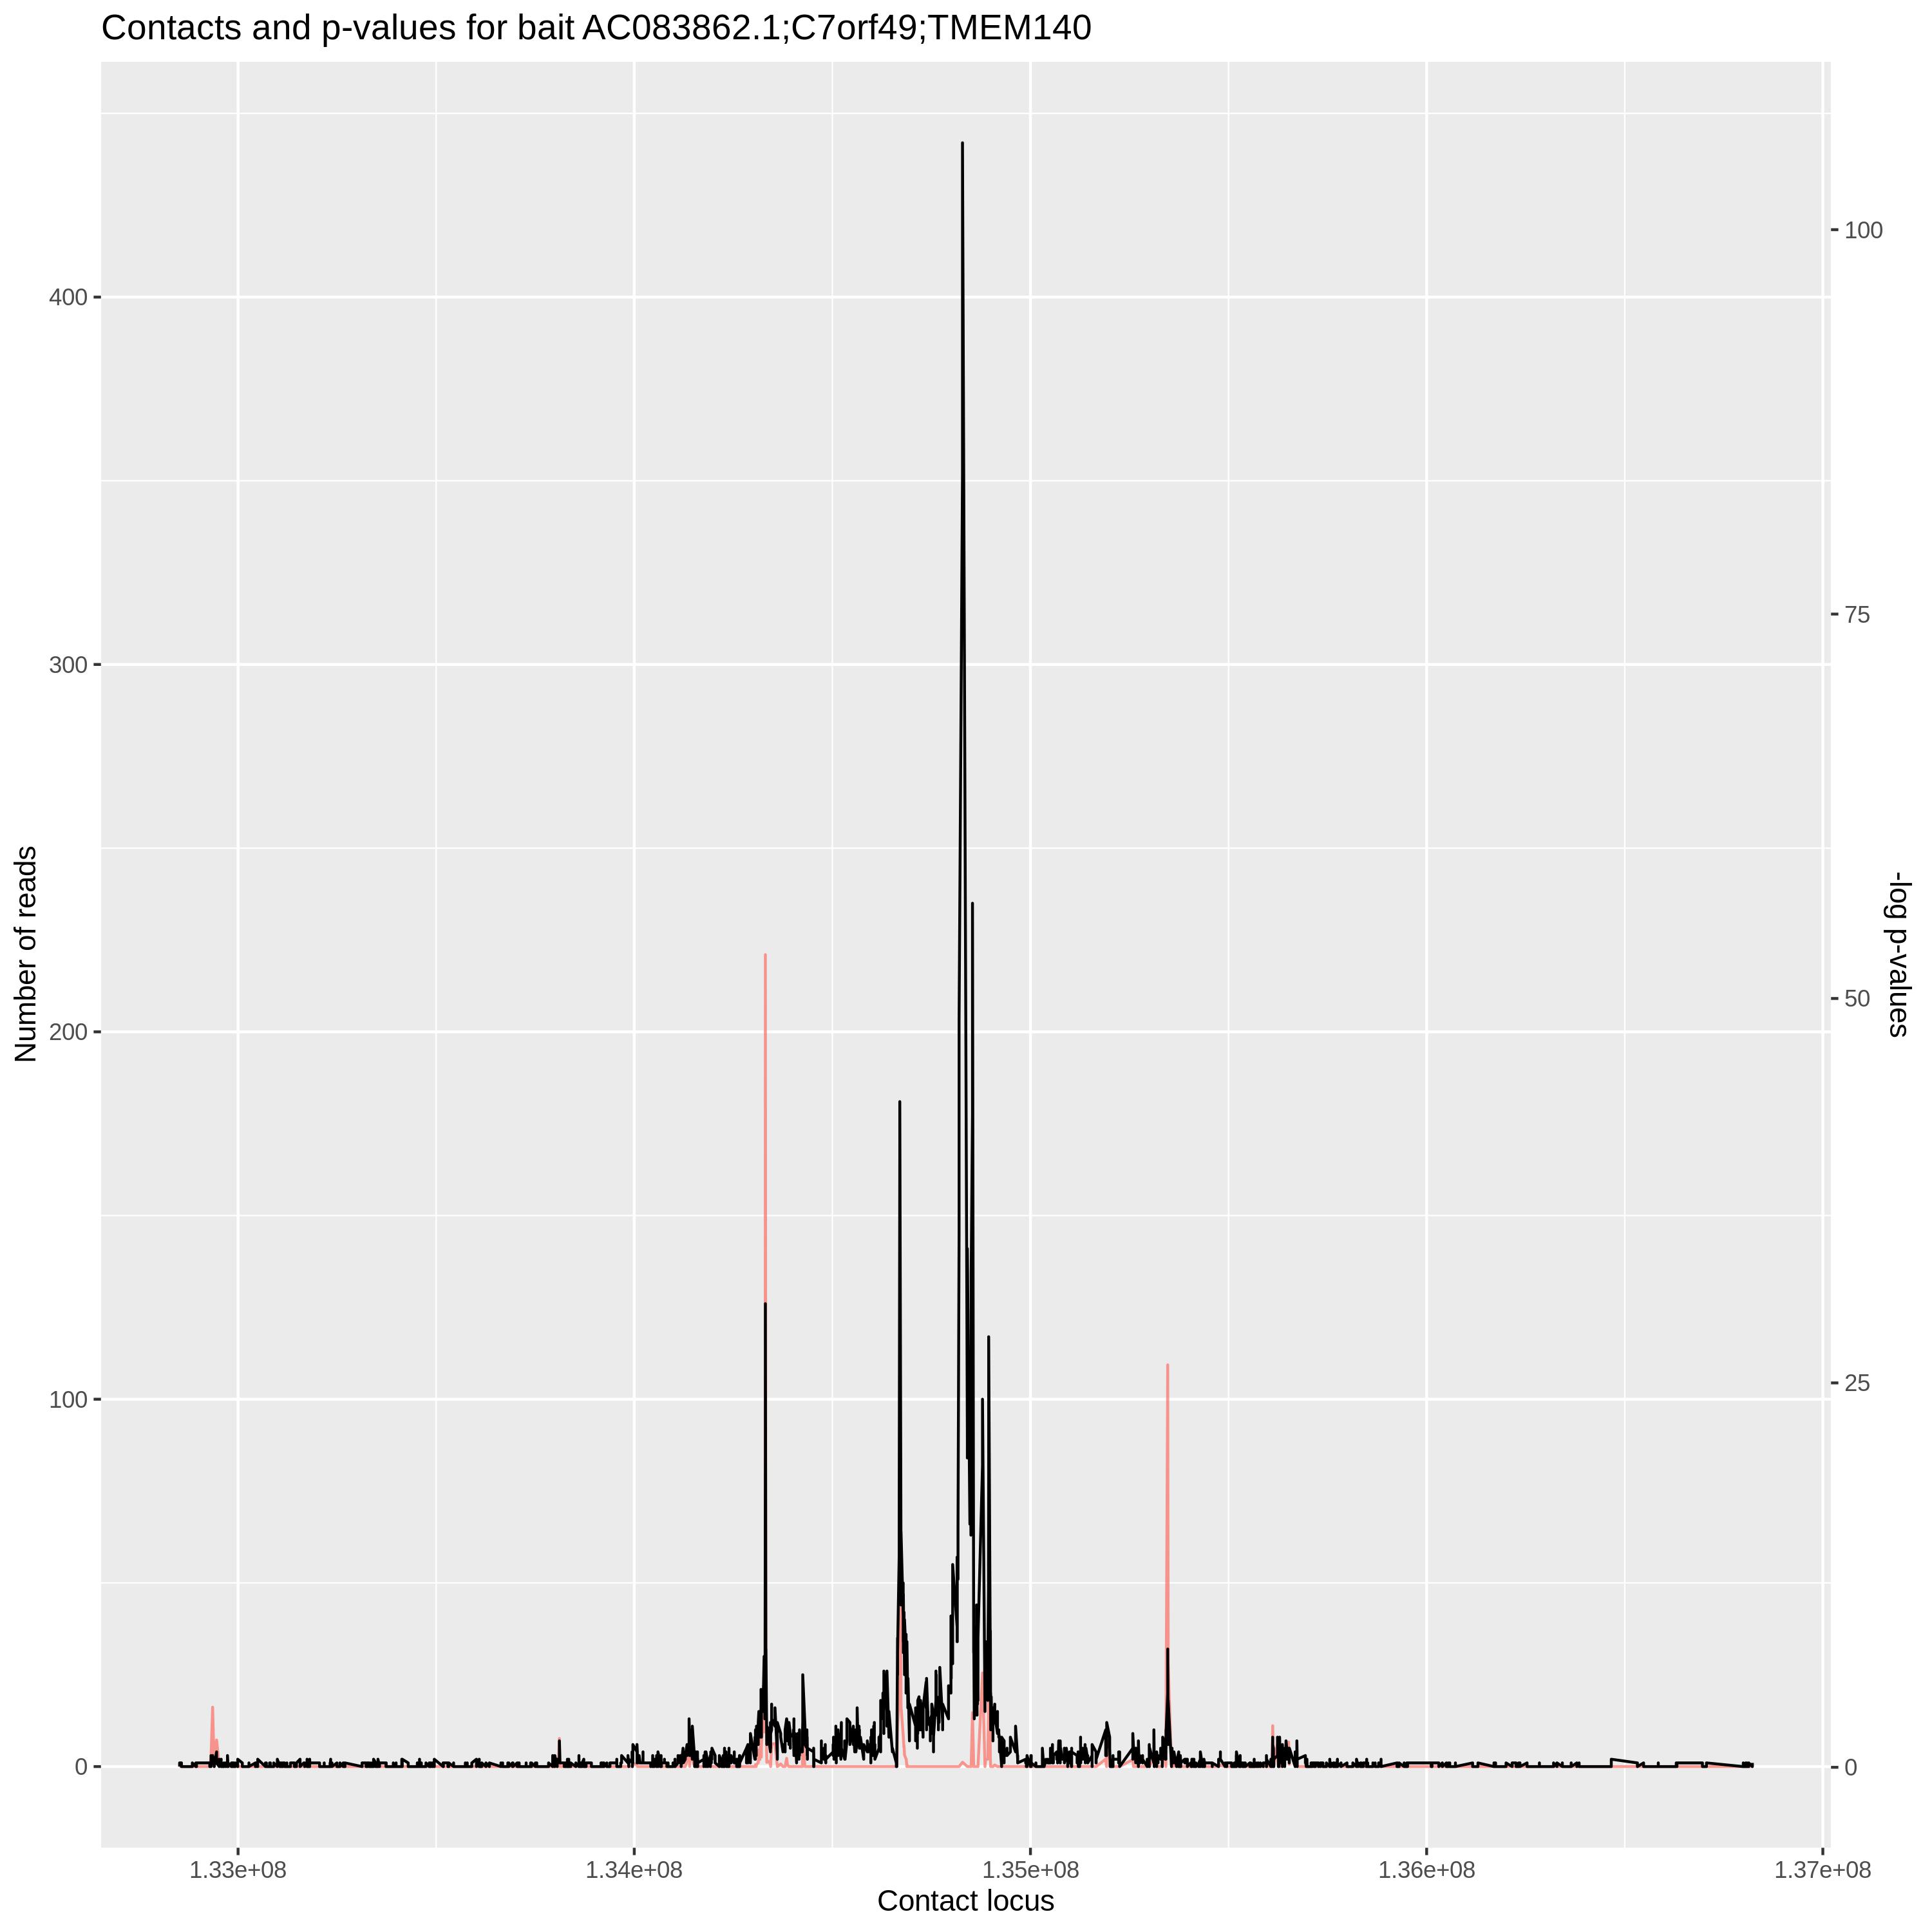 Contacts and p-values for bait AC083862.1;C7orf49;TMEM140
400
300
200
100
0
Number of reads
100
75
50
25
0
-log p-values
1.33e+08
1.34e+08
1.35e+08
1.36e+08
1.37e+08
Contact locus